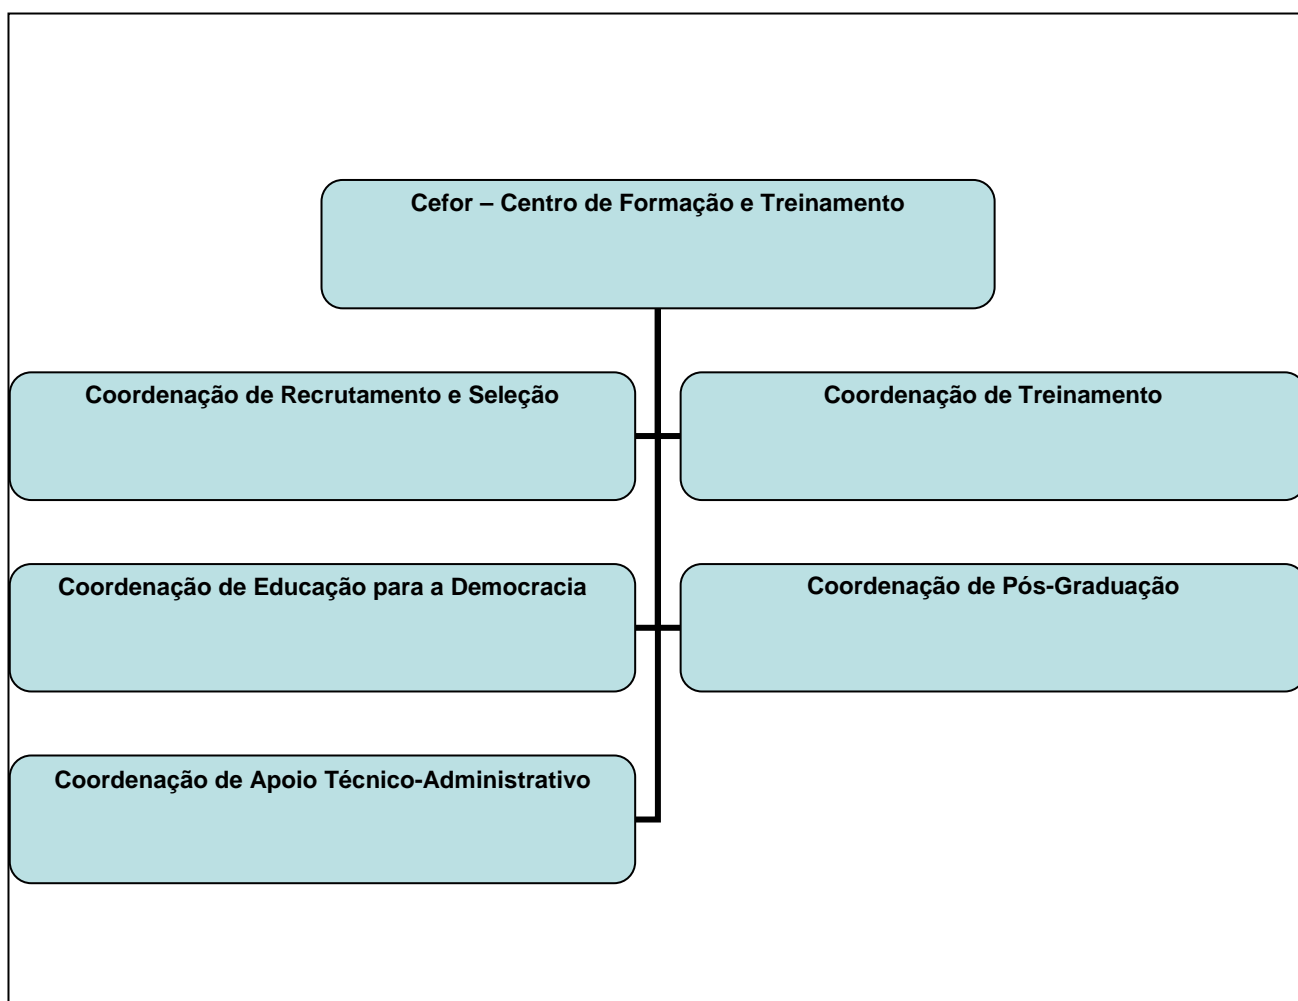 Cefor – Centro de Formação e Treinamento
Coordenação de Recrutamento e Seleção
Coordenação de Treinamento
Coordenação de Educação para a Democracia
Coordenação de Pós-Graduação
Coordenação de Apoio Técnico-Administrativo